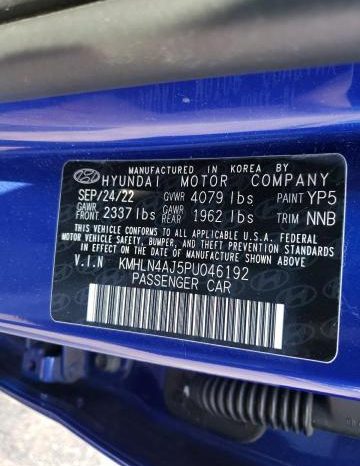 MANUFACTURED IN KOREA BY
HYUNDAI MOTOR COMPANY
SEP/24/22 GVWR 4079 lbs PAINT YP5
GAWR FRONT 2337 lbs GAWR REAR 1962 lbs TRIM NNB
THIS VEHICLE CONFORMS TO ALL APPLICABLE U.S.A FEDERAL
MOTOR VEHICLE SAFETY, BUMPER, AND THEFT PREVENTION
STANDARDS IN EFFECT ON THE DATE OF MANUFACTURE SHOWN ABOVE.
V.I.N KMHLN4AJ5PU046192
PASSENGER CAR